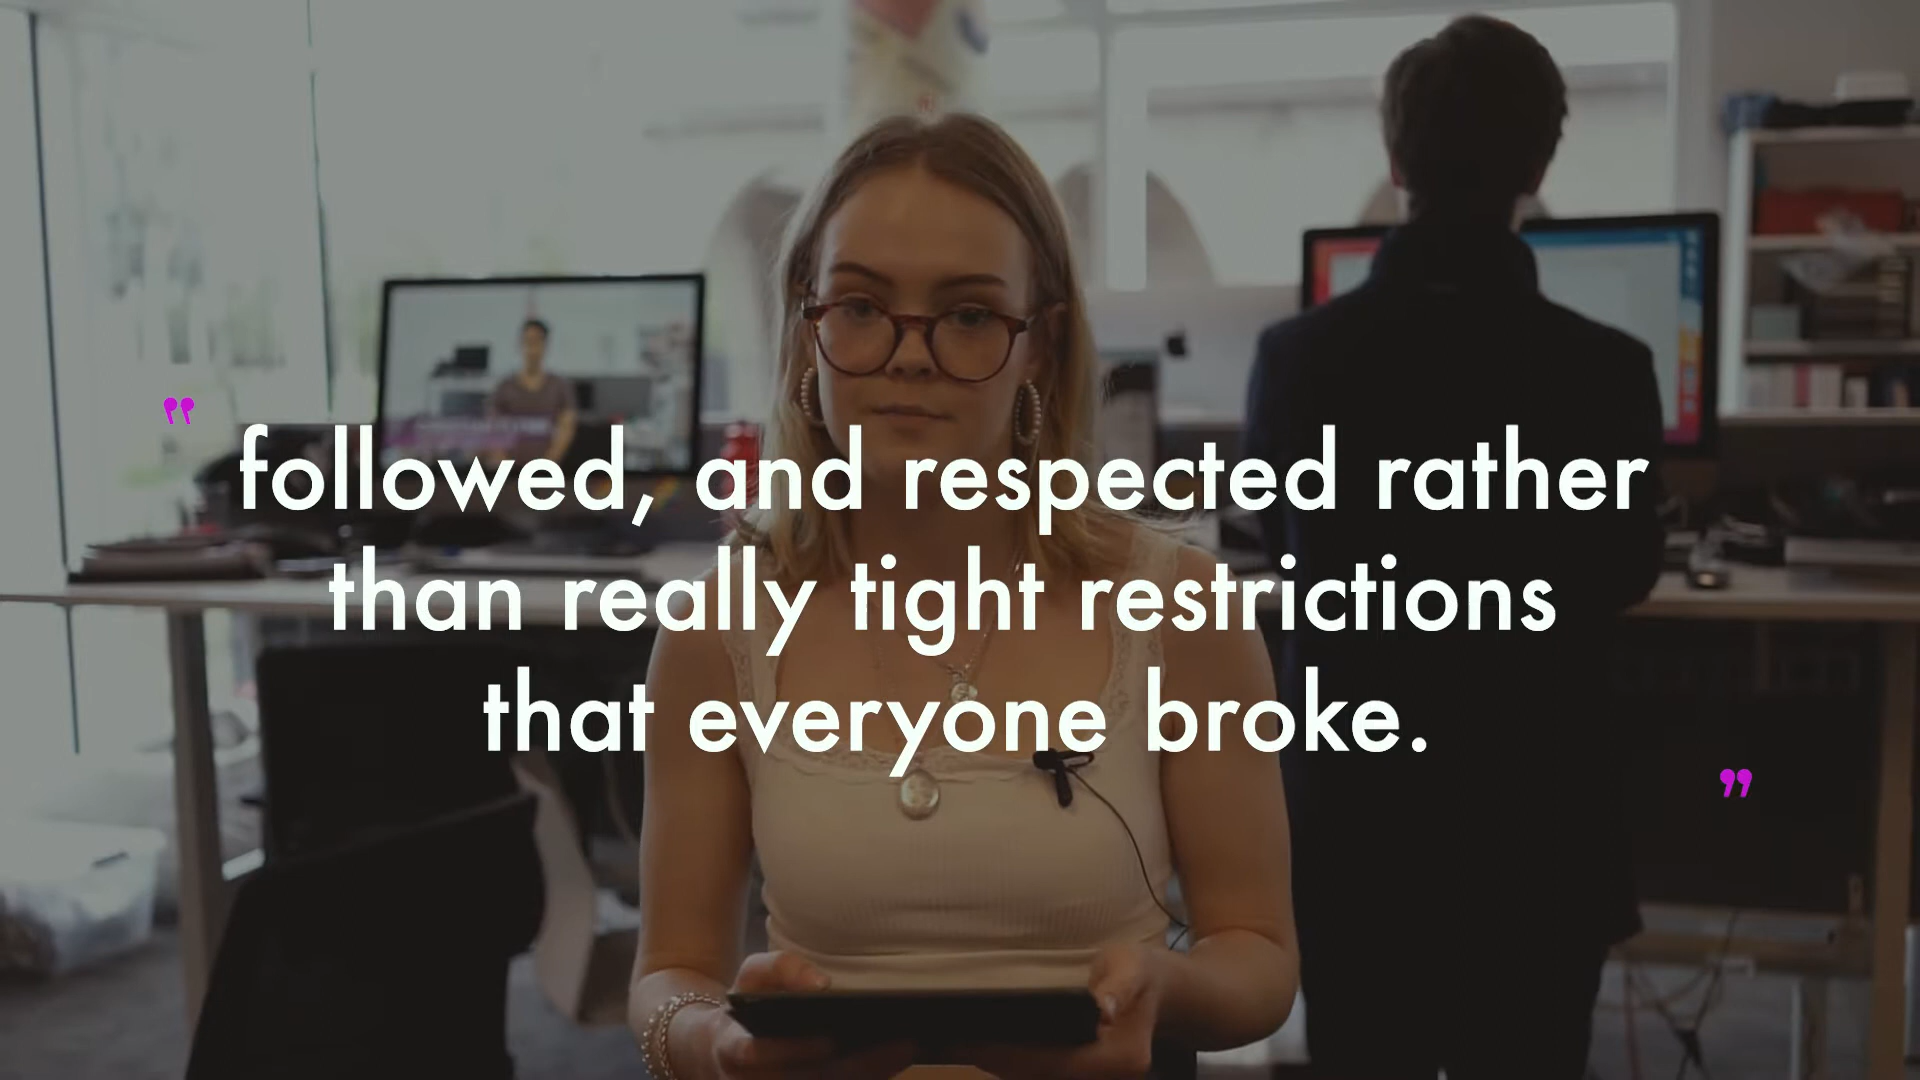 "
followed, and respected rather
than really tight restrictions
that everyone broke.
"